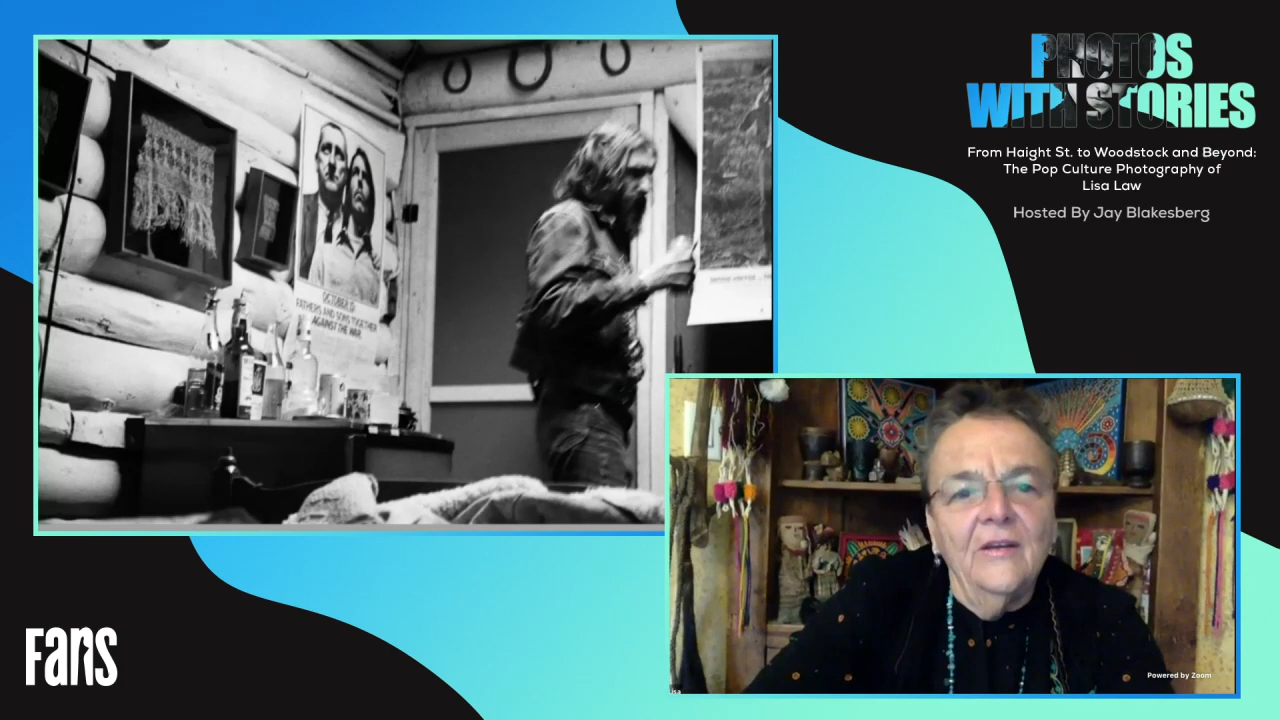 PHOTOS
WITH STORIES
From Haight St. to Woodstock and Beyond:
The Pop Culture Photography of
Lisa Law
Hosted By Jay Blakesberg
OCTOBER 12
FATHERS AND SONS TOGETHER
AGAINST THE WAR
Fans
Powered by Zoom